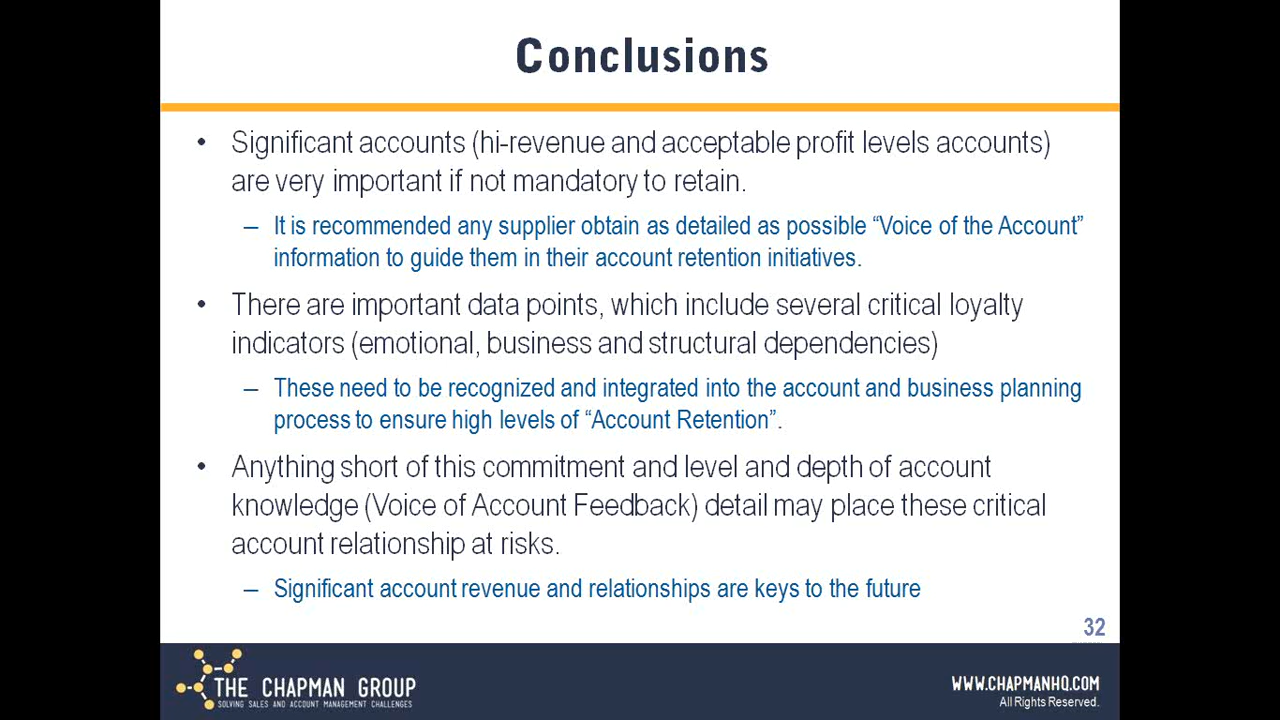 Conclusions
• Significant accounts (hi-revenue and acceptable profit levels accounts)
are very important if not mandatory to retain.
– It is recommended any supplier obtain as detailed as possible “Voice of the Account”
information to guide them in their account retention initiatives.
• There are important data points, which include several critical loyalty
indicators (emotional, business and structural dependencies)
– These need to be recognized and integrated into the account and business planning
process to ensure high levels of “Account Retention”.
• Anything short of this commitment and level and depth of account
knowledge (Voice of Account Feedback) detail may place these critical
account relationship at risks.
– Significant account revenue and relationships are keys to the future
32
THE CHAPMAN GROUP
SOLVING SALES AND ACCOUNT MANAGEMENT CHALLENGES
WWW.CHAPMANHQ.COM
All Rights Reserved.